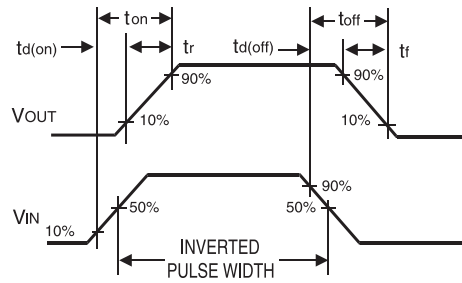 ton toff
td(on) tr td(off) tf
90% 90%
VOUT 10% 10%
90%
VIN 50% 50%
10%
INVERTED
PULSE WIDTH